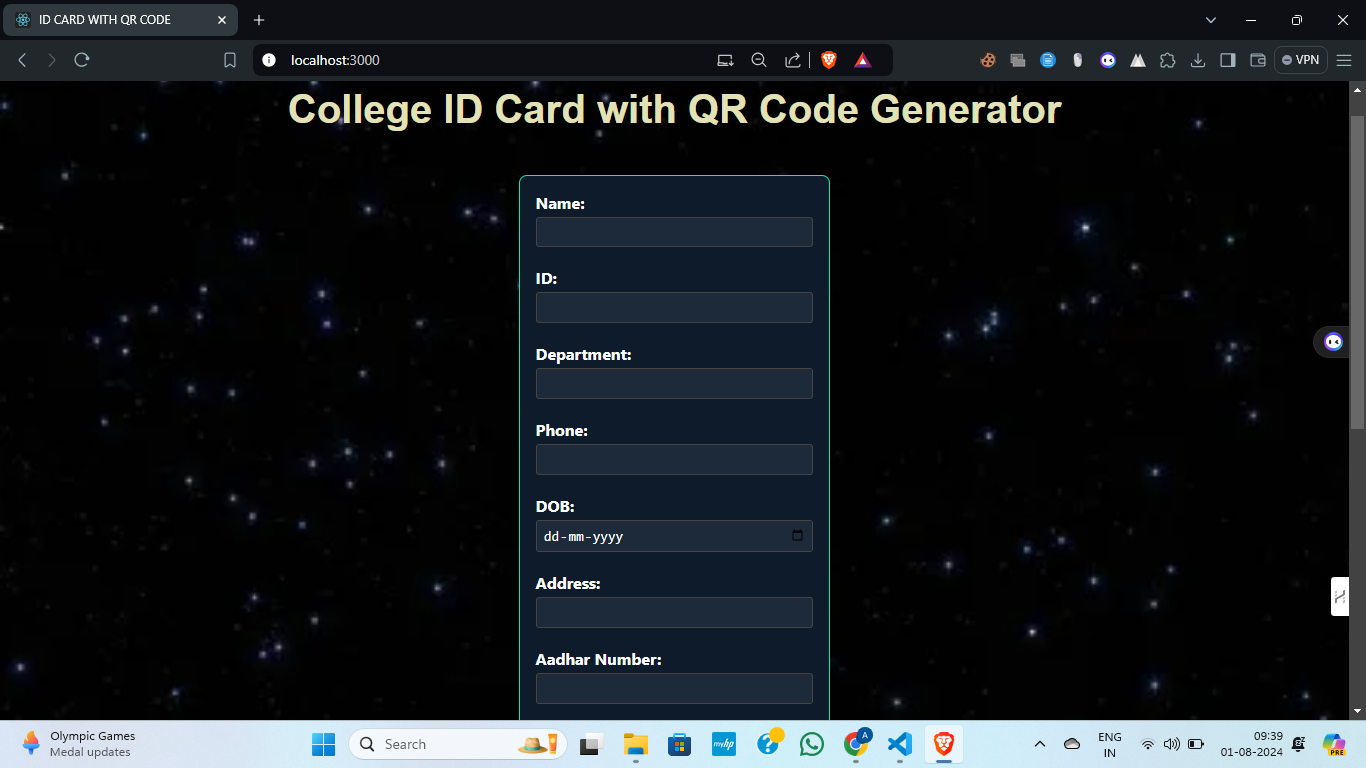 ID CARD WITH QR CODE
localhost:3000
VPN
College ID Card with QR Code Generator
Name:
ID:
Department:
Phone:
DOB:
dd-mm-yyyy
Address:
Aadhar Number:
Olympic Games
Medal updates
Search
myhp
A
ENG
IN
09:39
01-08-2024
PRE